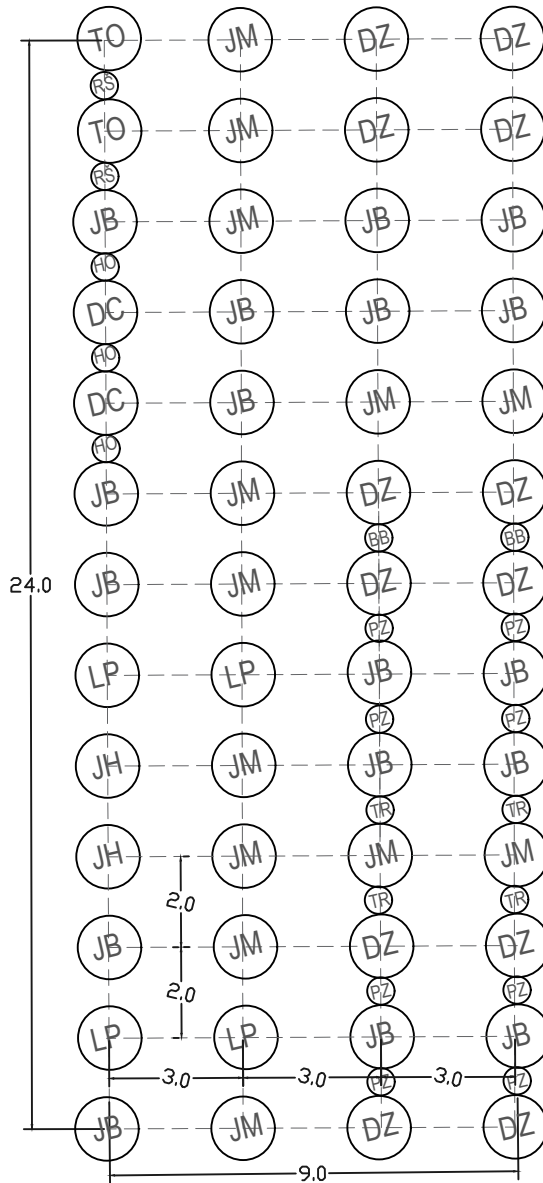 TO JM DZ DZ
RŠ
TO JM DZ DZ
RŠ
JB JM JB JB
HO
DC JB JB JB
HO
DC JB JM JM
HO
JB JM DZ DZ
BB BB
24.0
JB JM DZ DZ
PZ PZ
LP LP JB JB
PZ PZ
JH JM JB JB
TR TR
JH JM JM JM
2.0
TR TR
JB JM DZ DZ
2.0
PZ PZ
LP LP JB JB
3.0 3.0 3.0
PZ PZ
JB JM DZ DZ
9.0